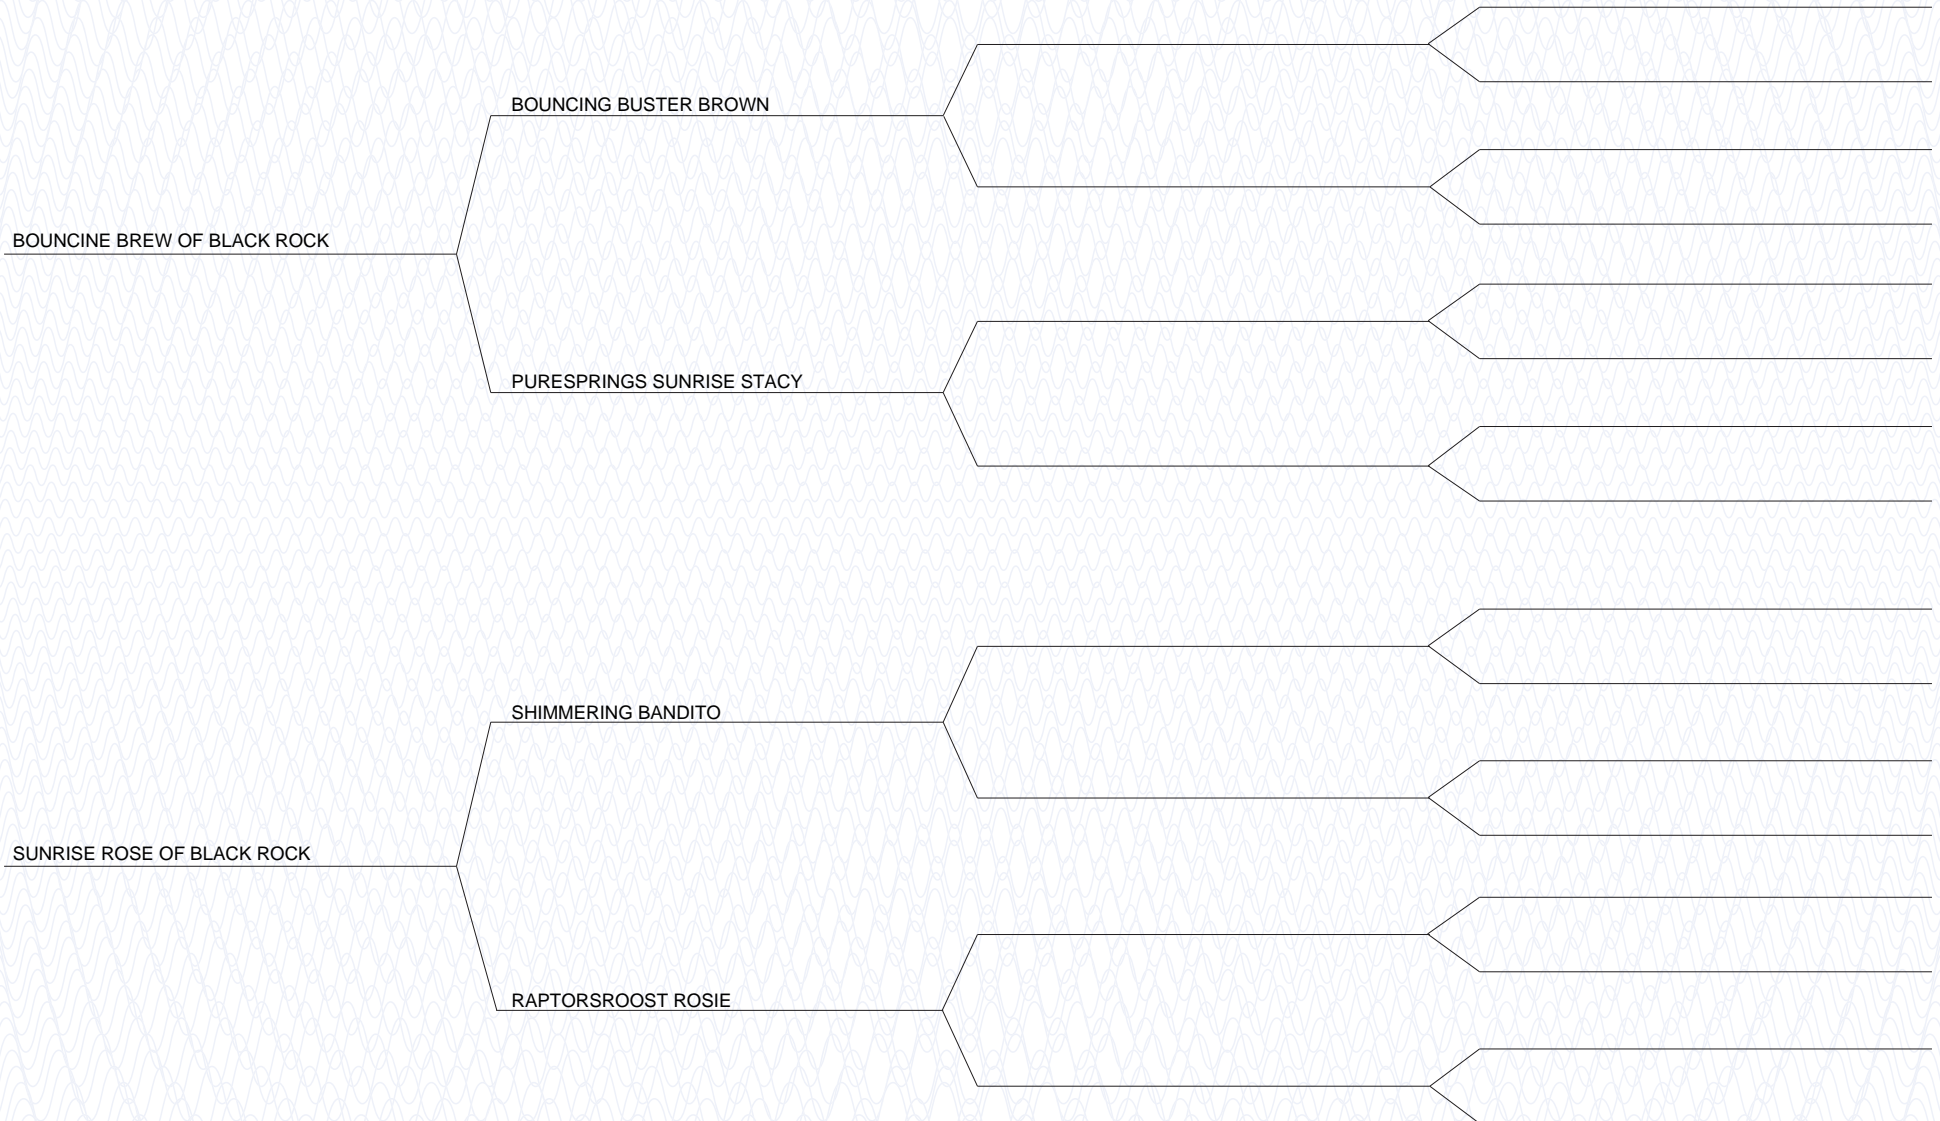 BOUNCING BUSTER BROWN
BOUNCINE BREW OF BLACK ROCK
PURESPRINGS SUNRISE STACY
SHIMMERING BANDITO
SUNRISE ROSE OF BLACK ROCK
RAPTORSROOST ROSIE